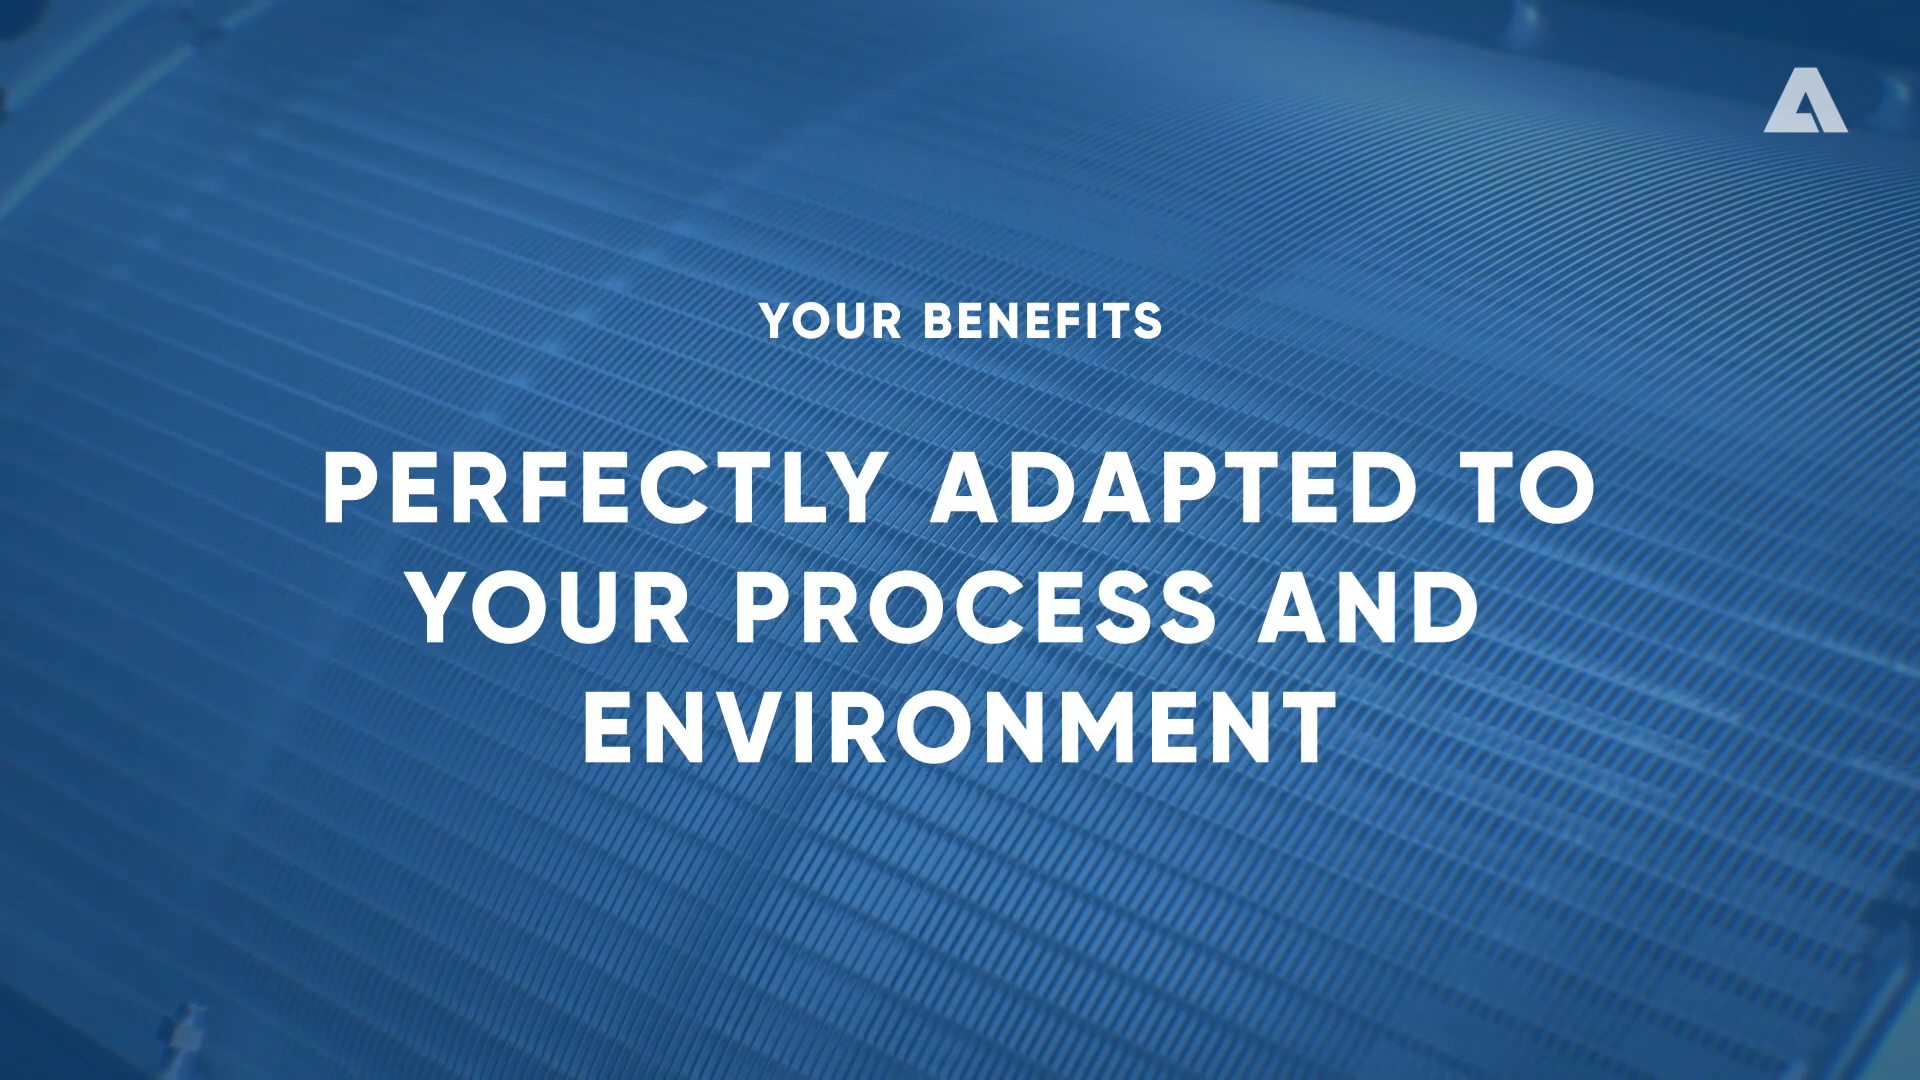 YOUR BENEFITS
PERFECTLY ADAPTED TO
YOUR PROCESS AND
ENVIRONMENT